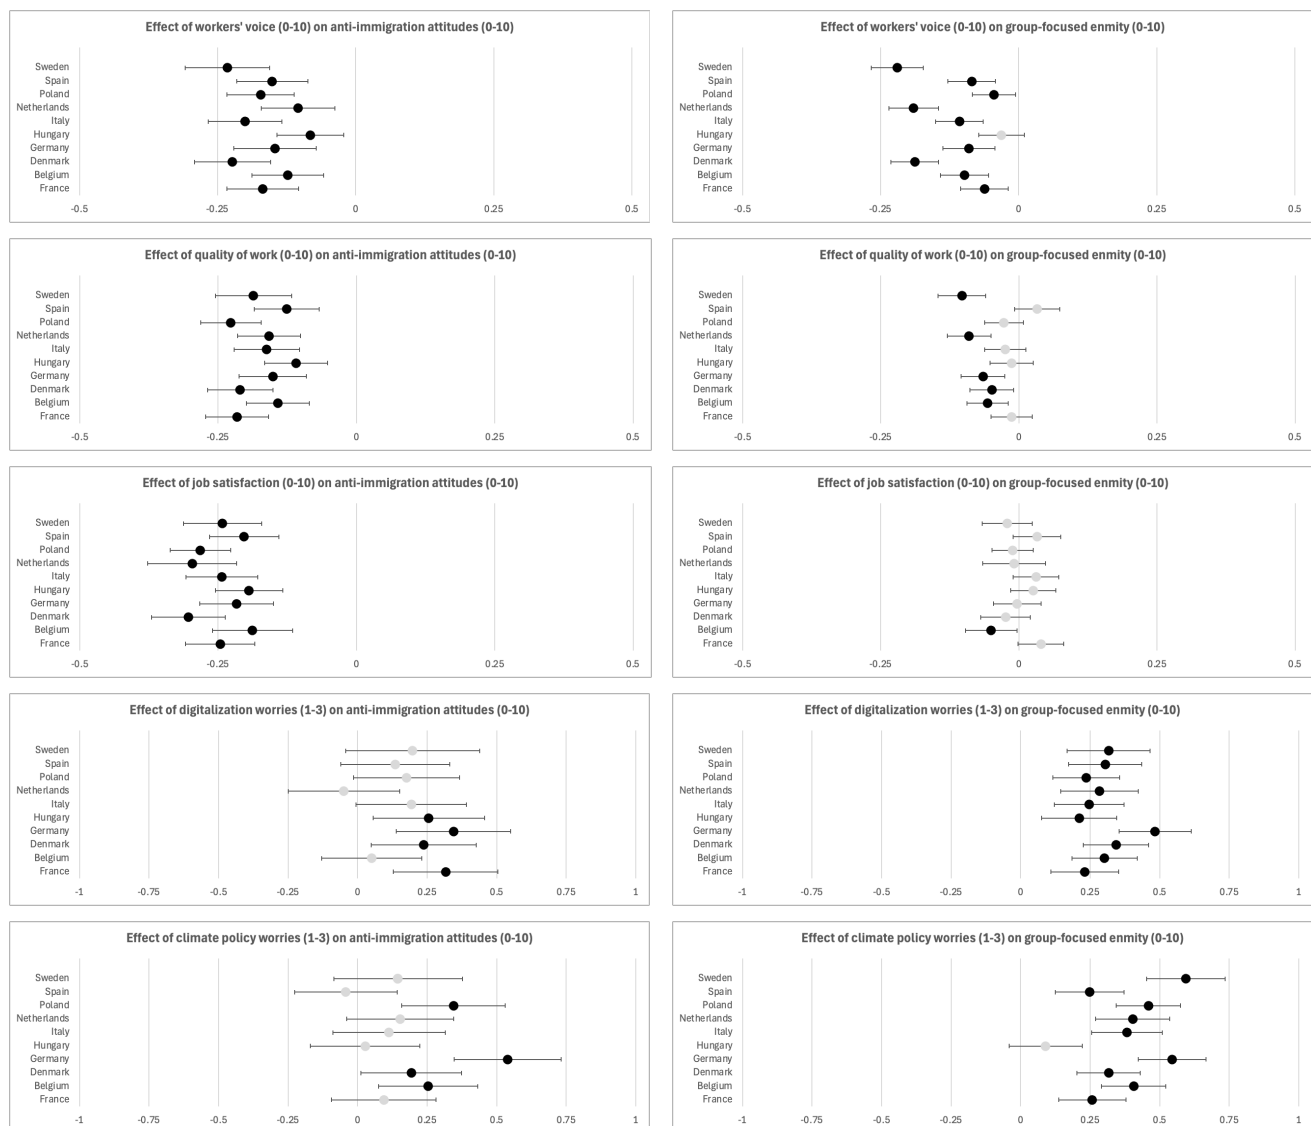 Effect of workers' voice (0-10) on anti-immigration attitudes (0-10)
Sweden
Spain
Poland
Netherlands
Italy
Hungary
Germany
Denmark
Belgium
France
-0.5 -0.25 0 0.25 0.5
Effect of workers' voice (0-10) on group-focused enmity (0-10)
Sweden
Spain
Poland
Netherlands
Italy
Hungary
Germany
Denmark
Belgium
France
-0.5 -0.25 0 0.25 0.5
Effect of quality of work (0-10) on anti-immigration attitudes (0-10)
Sweden
Spain
Poland
Netherlands
Italy
Hungary
Germany
Denmark
Belgium
France
-0.5 -0.25 0 0.25 0.5
Effect of quality of work (0-10) on group-focused enmity (0-10)
Sweden
Spain
Poland
Netherlands
Italy
Hungary
Germany
Denmark
Belgium
France
-0.5 -0.25 0 0.25 0.5
Effect of job satisfaction (0-10) on anti-immigration attitudes (0-10)
Sweden
Spain
Poland
Netherlands
Italy
Hungary
Germany
Denmark
Belgium
France
-0.5 -0.25 0 0.25 0.5
Effect of job satisfaction (0-10) on group-focused enmity (0-10)
Sweden
Spain
Poland
Netherlands
Italy
Hungary
Germany
Denmark
Belgium
France
-0.5 -0.25 0 0.25 0.5
Effect of digitalization worries (1-3) on anti-immigration attitudes (0-10)
Sweden
Spain
Poland
Netherlands
Italy
Hungary
Germany
Denmark
Belgium
France
-1 -0.75 -0.5 -0.25 0 0.25 0.5 0.75 1
Effect of digitalization worries (1-3) on group-focused enmity (0-10)
Sweden
Spain
Poland
Netherlands
Italy
Hungary
Germany
Denmark
Belgium
France
-1 -0.75 -0.5 -0.25 0 0.25 0.5 0.75 1
Effect of climate policy worries (1-3) on anti-immigration attitudes (0-10)
Sweden
Spain
Poland
Netherlands
Italy
Hungary
Germany
Denmark
Belgium
France
-1 -0.75 -0.5 -0.25 0 0.25 0.5 0.75 1
Effect of climate policy worries (1-3) on group-focused enmity (0-10)
Sweden
Spain
Poland
Netherlands
Italy
Hungary
Germany
Denmark
Belgium
France
-1 -0.75 -0.5 -0.25 0 0.25 0.5 0.75 1